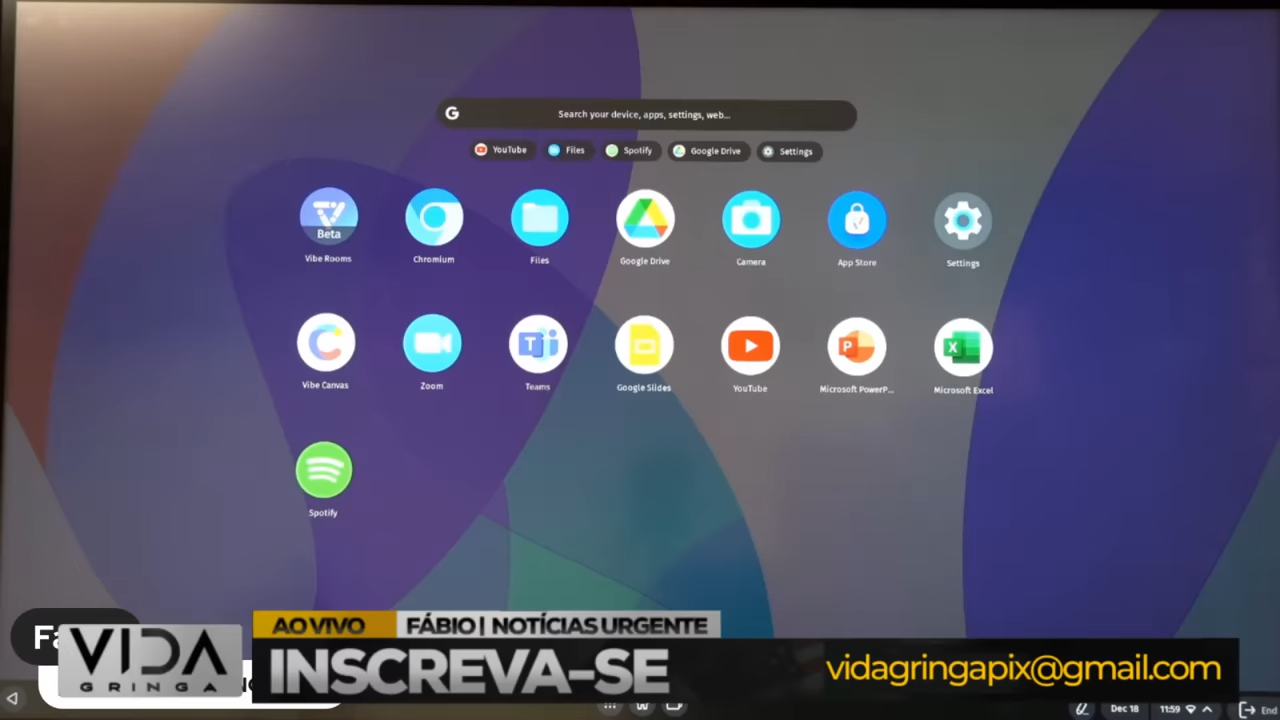 G
Search your device, apps, settings, web...
YouTube
Files
Spotify
Google Drive
Settings
Beta
Vibe Rooms
Chromium
Files
Google Drive
Camera
App Store
Settings
Vibe Canvas
Zoom
Teams
Google Slides
YouTube
Microsoft PowerP...
Microsoft Excel
Spotify
AO VIVO
FÁBIO | NOTÍCIAS URGENTE
VIDA
GRINGA
INSCREVA-SE
vidagringapix@gmail.com
Dec 18
11:59
End